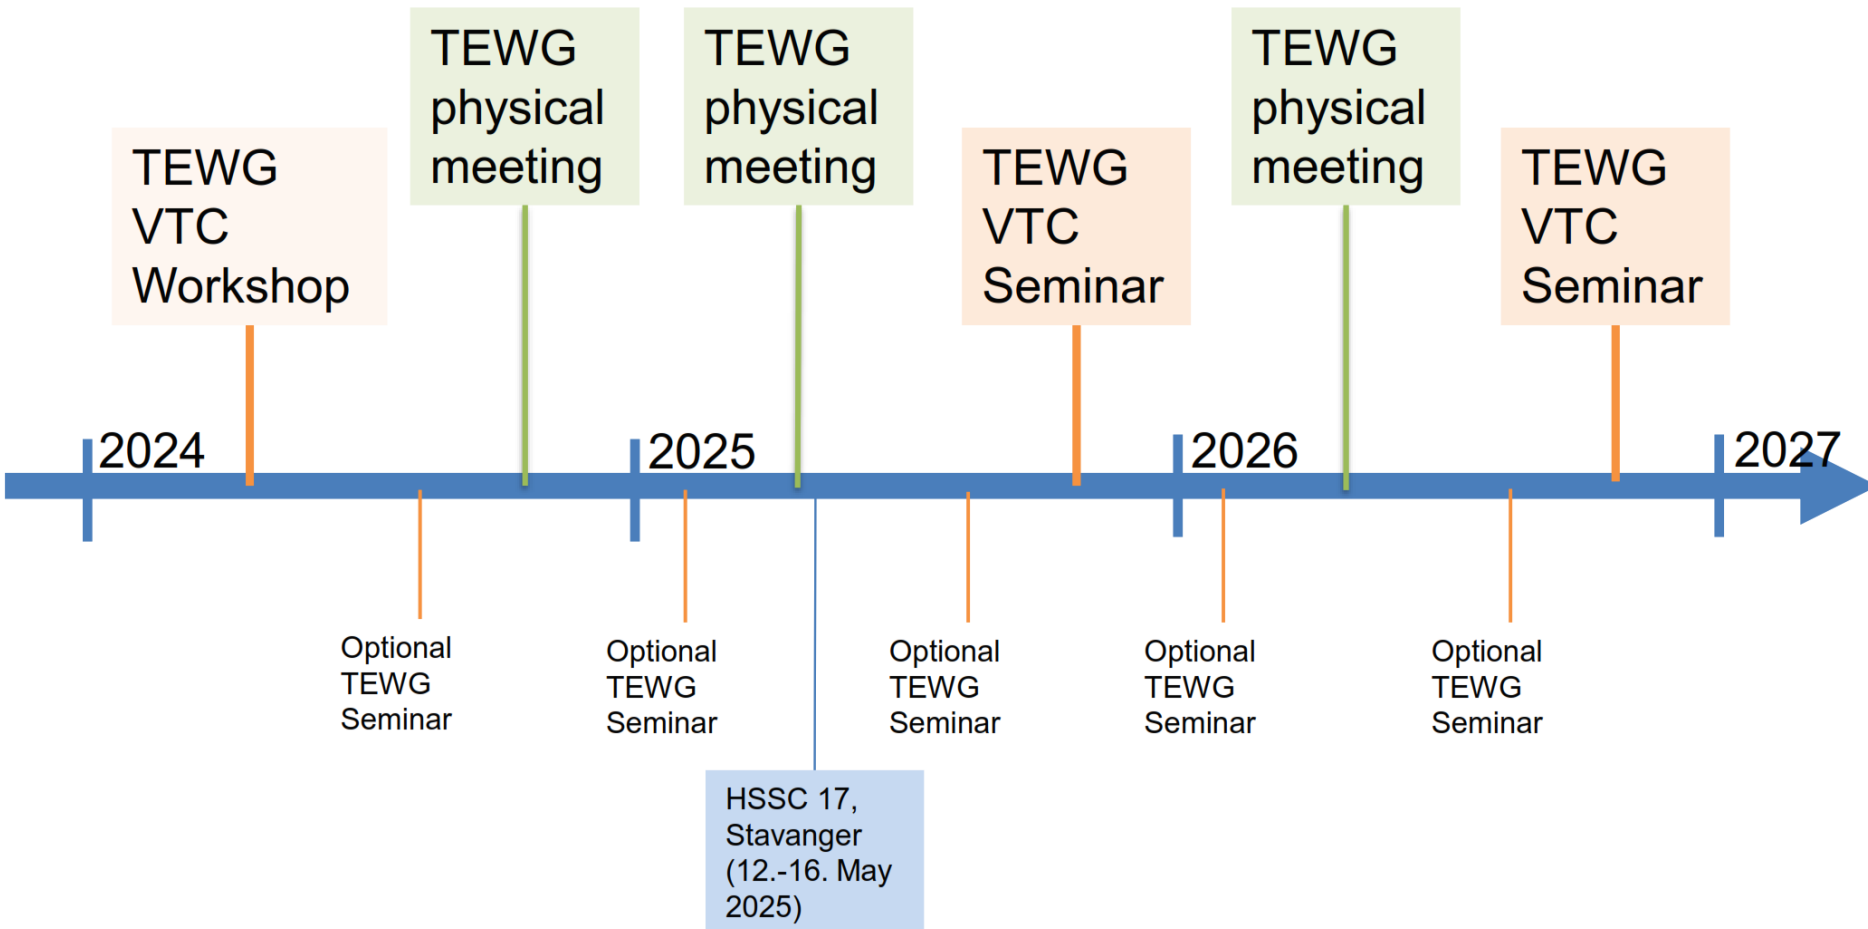 TEWG
VTC
Workshop
TEWG
physical
meeting
TEWG
physical
meeting
TEWG
VTC
Seminar
TEWG
physical
meeting
TEWG
VTC
Seminar
2024
2025
2026
2027
Optional
TEWG
Seminar
Optional
TEWG
Seminar
Optional
TEWG
Seminar
Optional
TEWG
Seminar
Optional
TEWG
Seminar
HSSC 17,
Stavanger
(12.-16. May
2025)